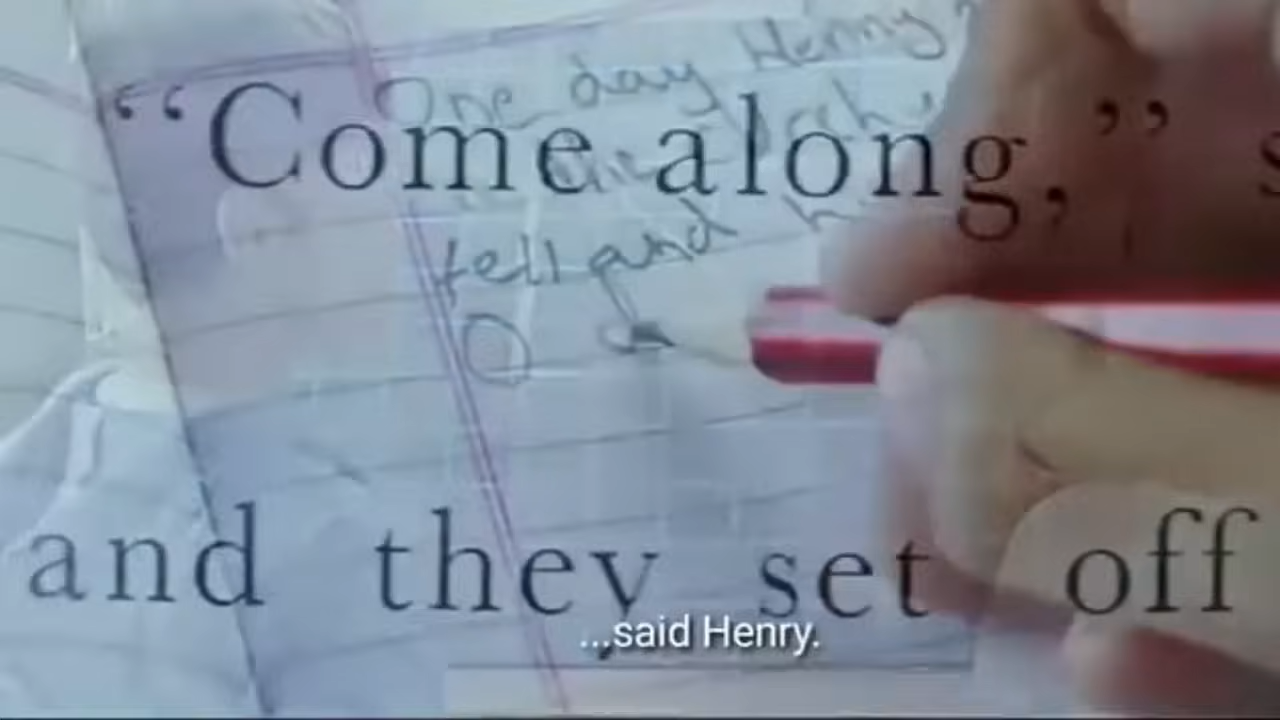 One day Henry
“Come along,” s
fell and h
and they set off
...said Henry.